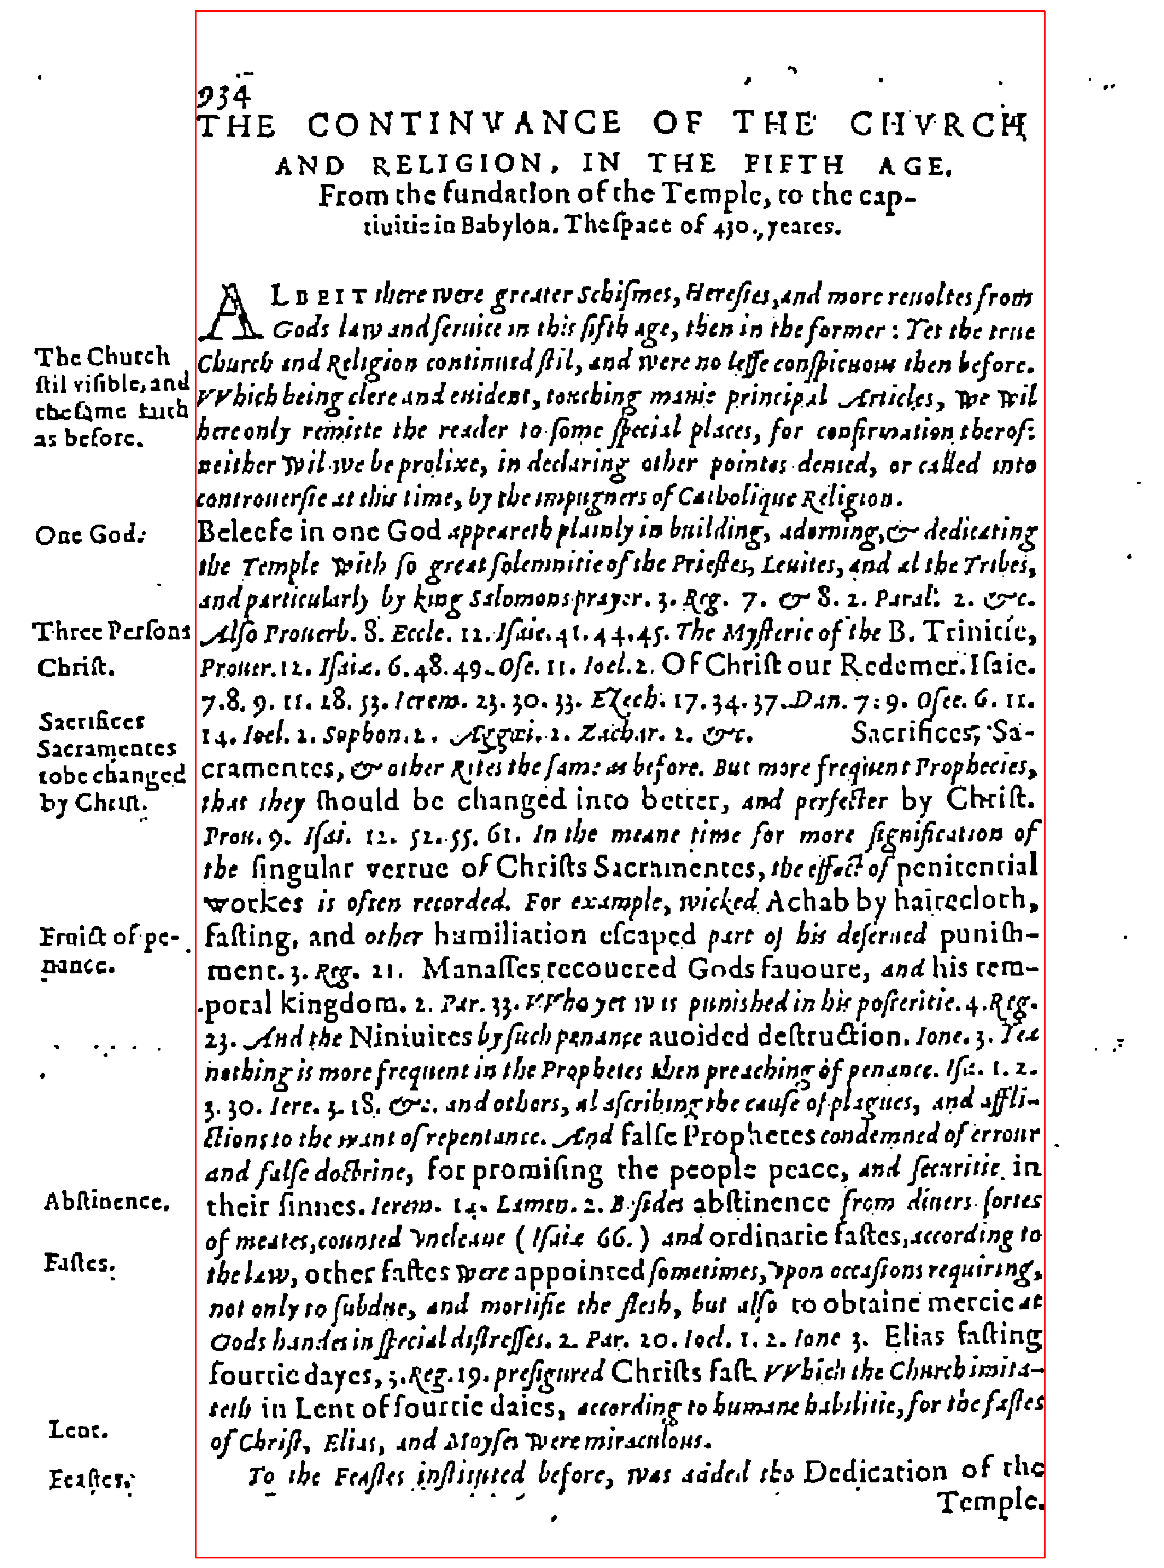 934
THE CONTINVANCE OF THE CHVRCH
AND RELIGION, IN THE FIFTH AGE.
From the fundation of the Temple, to the cap-
tiuitie in Babylon. The ſpace of 430. yeares.
ALBEIT there were greater Schiſmes, Hereſies, and more reuoltes from
Gods law and ſeruice in this fifth age, then in the former: Yet the true
The Church
Church and Religion continued ſtil, and were no leſſe conſpicuous then before.
ſtil viſible, and
VVhich being clere and euident, touching manie principal Articles, we wil
the ſame faith
here only remitte the reader to ſome ſpecial places, for confirmation therof:
as before.
neither wil we be prolixe, in declaring other pointes denied, or called into
controuerſie at this time, by the impugners of Catholique Religion.
One God.
Beleefe in one God appeareth plainly in building, adorning, & dedicating
the Temple with ſo great ſolemnitie of the Prieſtes, Leuites, and al the Tribes,
and particularly by king Salomons prayer. 3. Reg. 7. & 8. 2. Paral. 2. &c.
Three Perſons
Alſo Prouerb. 8. Eccle. 12. Iſaie. 41. 44. 45. The Myſterie of the B. Trinitie,
Chriſt.
Prouer. 12. Iſaiæ. 6. 48. 49. Oſe. 11. Ioel. 2. Of Chriſt our Redemer. Iſaie.
7. 8. 9. 11. 28. 53. Ierem. 23. 30. 33. Ezech. 17. 34. 37. Dan. 7. 9. Oſee. 6. 11.
Sacrifices
14. Ioel. 2. Sophon. 2. Aggæi. 2. Zachar. 2. &c. Sacrifices, Sa-
Sacramentes
cramentes, & other Rites the ſame as before. But more frequent Prophecies,
to be changed
that they ſhould be changed into better, and perfecter by Chriſt.
by Chriſt.
Prou. 9. Iſai. 12. 52. 55. 61. In the meane time for more ſignification of
the ſingular vertue of Chriſts Sacramentes, the effect of penitential
workes is often recorded. For example, wicked Achab by hairecloth,
Fruict of pe-
faſting, and other humiliation eſcaped part of his deſerued puniſh-
nance.
ment. 3. Reg. 21. Manaſſes recouered Gods fauoure, and his tem-
poral kingdom. 2. Par. 33. VVho yet was punished in his poſteritie. 4. Reg.
23. And the Niniuites by ſuch penance auoided deſtruction. Ione. 3. Yea
nothing is more frequent in the Prophetes then preaching of penance. Iſa. 1. 2.
3. 30. Iere. 3. 18. &c. and others, al aſcribing the cauſe of plagues, and affli-
ctions to the want of repentance. And falſe Prophetes condemned of errour
and falſe doctrine, for promiſing the people peace, and ſecuritie in
Abſtinence.
their ſinnes. Ierem. 14. Lamen. 2. Beſides abſtinence from diuers ſortes
of meates, counted vncleane (Iſaiæ 66.) and ordinarie faſtes, according to
Faſtes.
the law, other faſtes were appointed ſometimes, vpon occaſions requiring,
not only to ſubdue, and mortifie the flesh, but alſo to obtaine mercie at
Gods handes in ſpecial diſtreſſes. 2. Par. 20. Ioel. 1. 2. Ione 3. Elias faſting
fourtie dayes, 3. Reg. 19. prefigured Chriſts faſt. VVhich the Church imita-
teth in Lent of fourtie daies, according to humane habilitie, for the faſtes
Lent.
of Chriſt, Elias, and Moyſes were miraculous.
Feaſtes.
To the Feaſtes inſtituted before, was added the Dedication of the
Temple.